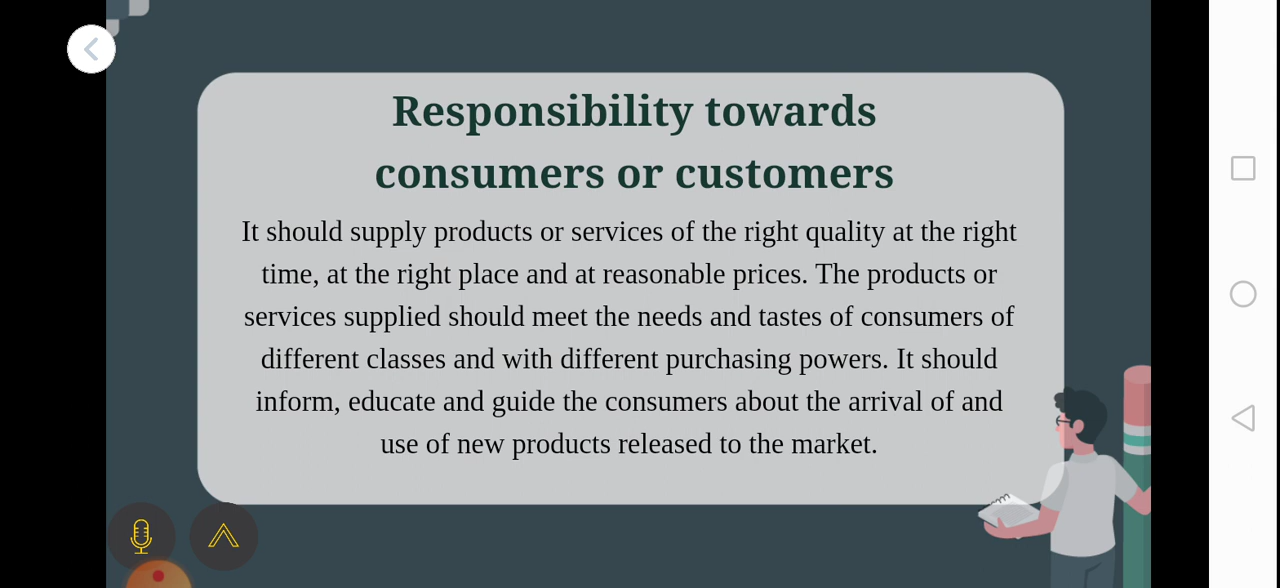 Responsibility towards
consumers or customers
It should supply products or services of the right quality at the right
time, at the right place and at reasonable prices. The products or
services supplied should meet the needs and tastes of consumers of
different classes and with different purchasing powers. It should
inform, educate and guide the consumers about the arrival of and
use of new products released to the market.